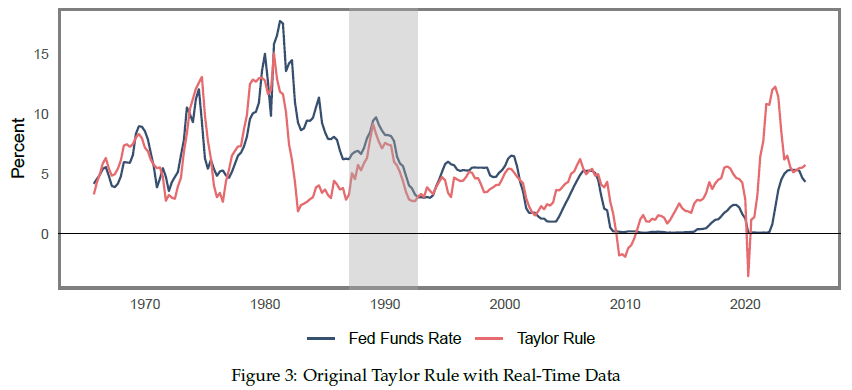 15
10
5
0
Percent
1970 1980 1990 2000 2010 2020
Fed Funds Rate Taylor Rule
Figure 3: Original Taylor Rule with Real-Time Data